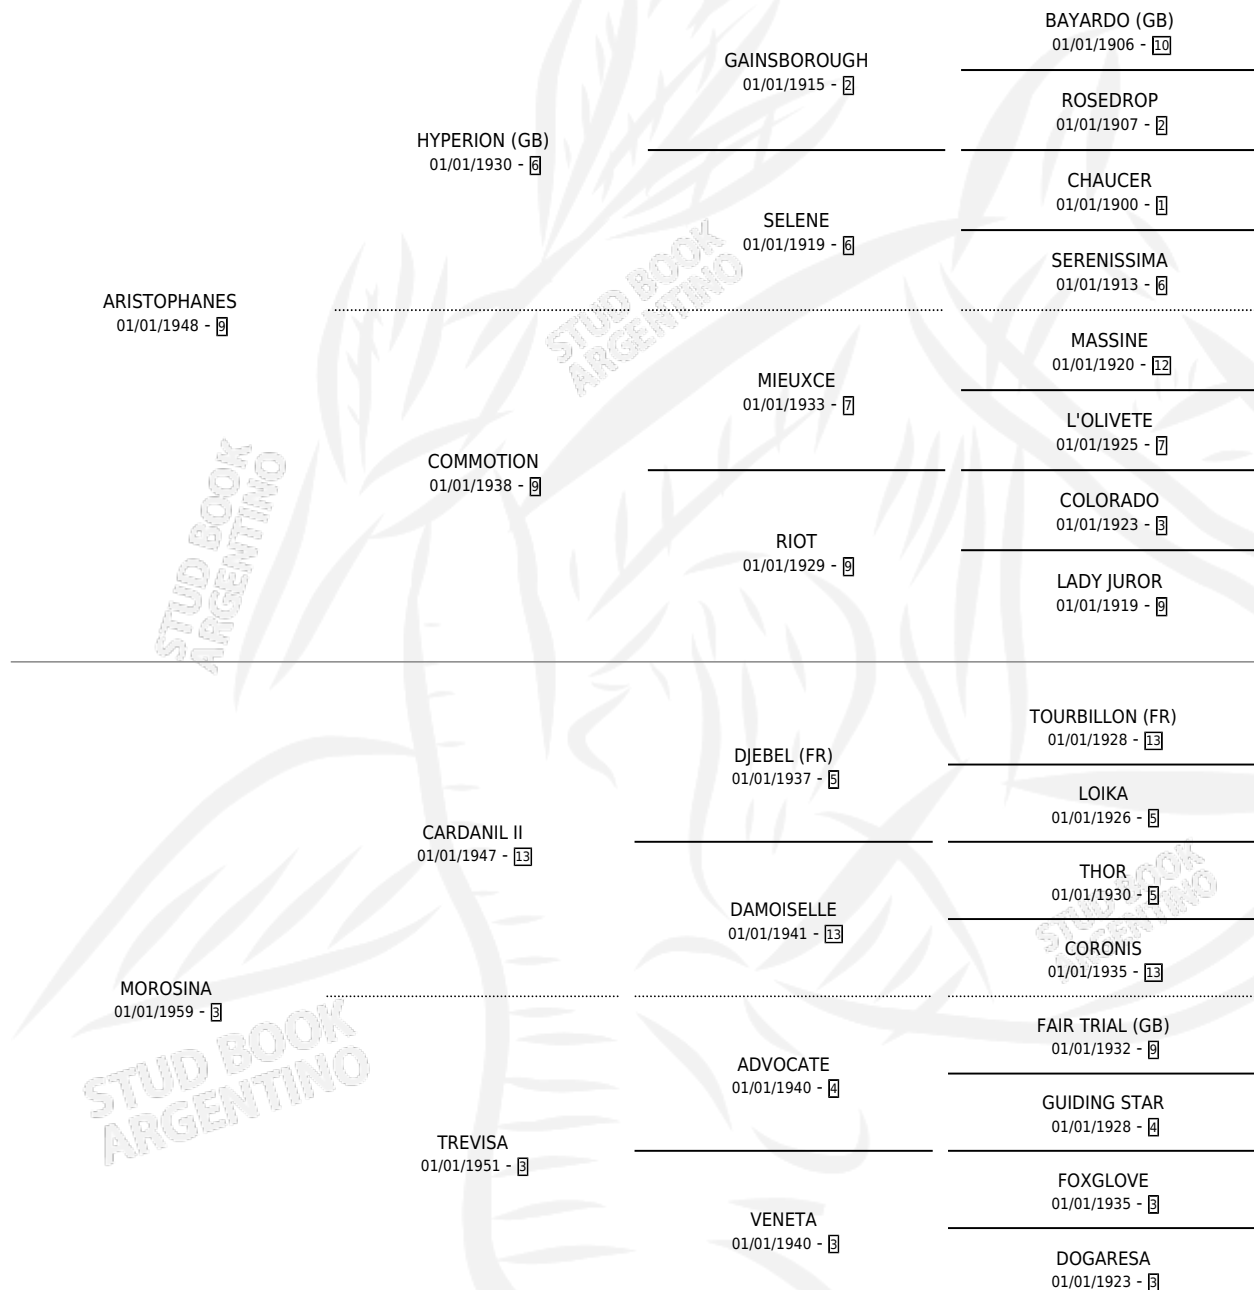 BAYARDO (GB)
01/01/1906 - 10
GAINSBOROUGH
01/01/1915 - 2
ROSEDROP
01/01/1907 - 2
HYPERION (GB)
01/01/1930 - 6
CHAUCER
01/01/1900 - 1
SELENE
01/01/1919 - 6
SERENISSIMA
01/01/1913 - 6
ARISTOPHANES
01/01/1948 - 9
MASSINE
01/01/1920 - 12
MIEUXCE
01/01/1933 - 7
L'OLIVETE
01/01/1925 - 7
COMMOTION
01/01/1938 - 9
COLORADO
01/01/1923 - 3
RIOT
01/01/1929 - 9
LADY JUROR
01/01/1919 - 9
TOURBILLON (FR)
01/01/1928 - 13
DJEBEL (FR)
01/01/1937 - 5
LOIKA
01/01/1926 - 5
CARDANIL II
01/01/1947 - 13
THOR
01/01/1930 - 5
DAMOISELLE
01/01/1941 - 13
CORONIS
01/01/1935 - 13
MOROSINA
01/01/1959 - 3
FAIR TRIAL (GB)
01/01/1932 - 9
ADVOCATE
01/01/1940 - 4
GUIDING STAR
01/01/1928 - 4
TREVISA
01/01/1951 - 3
FOXGLOVE
01/01/1935 - 3
VENETA
01/01/1940 - 3
DOGARESA
01/01/1923 - 3
STUD BOOK
ARGENTINO
STUD BOOK
ARGENTINO
STUD BOOK
ARGENTINO
STUD BOOK
ARGENTINO